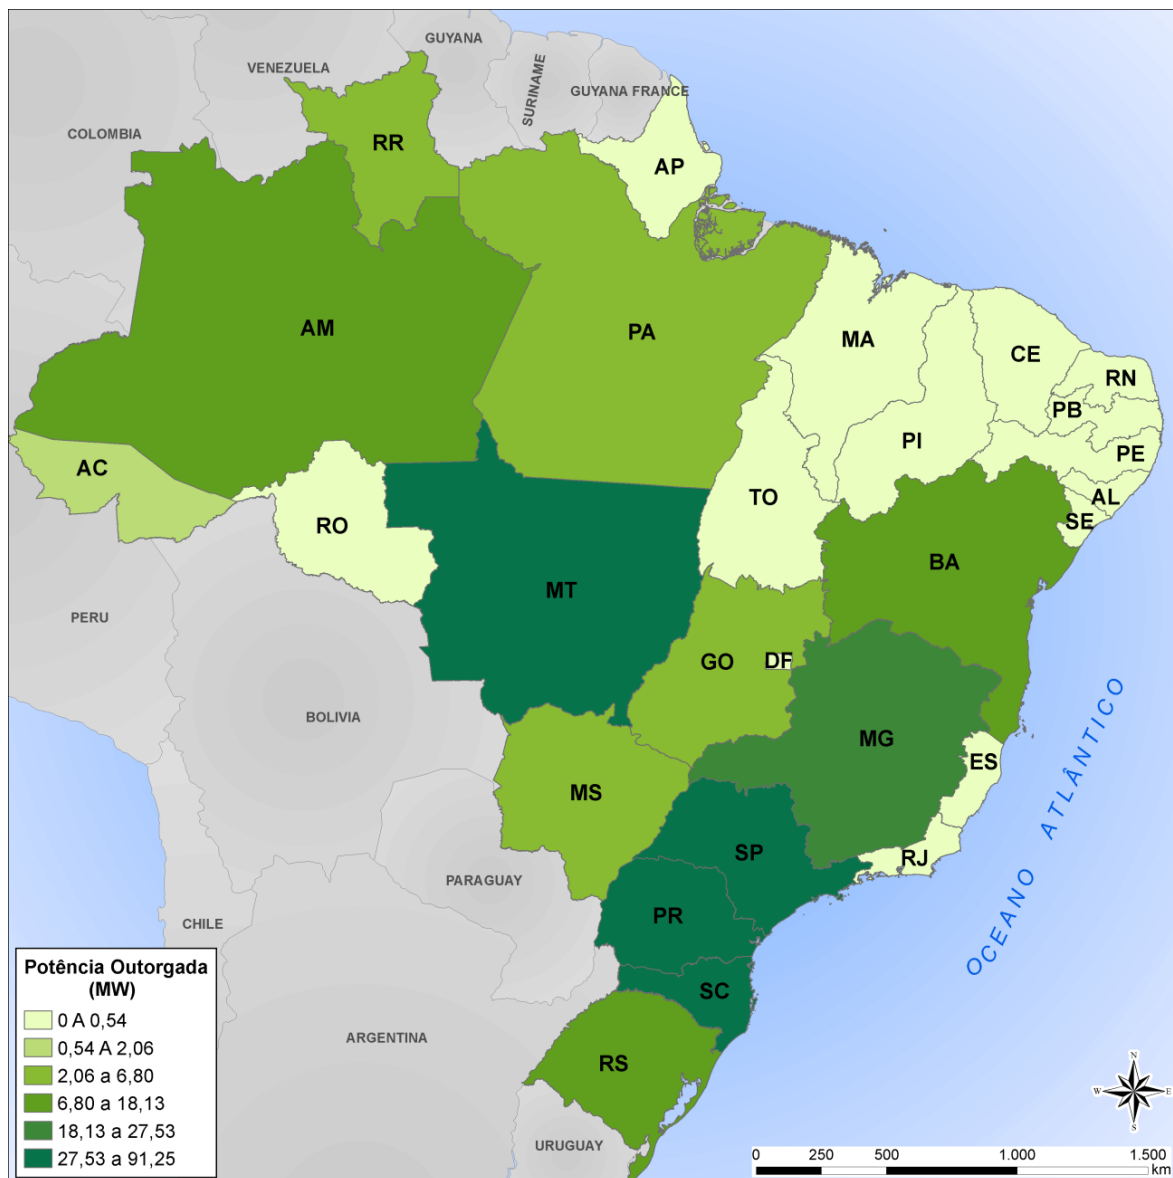 GUYANA
VENEZUELA
SURINAME
GUYANA FRANCE
COLOMBIA
RR
AP
AM
PA
MA
CE
RN
PB
PI
PE
AC
TO
AL
SE
RO
BA
MT
PERU
GO
DF
BOLIVIA
MG
ES
MS
OCEANO ATLÂNTICO
SP
RJ
PARAGUAY
PR
CHILE
SC
ARGENTINA
RS
URUGUAY
Potência Outorgada
(MW)
0 A 0,54
0,54 A 2,06
2,06 a 6,80
6,80 a 18,13
18,13 a 27,53
27,53 a 91,25
N
W
E
S
0 250 500 1.000 1.500
km